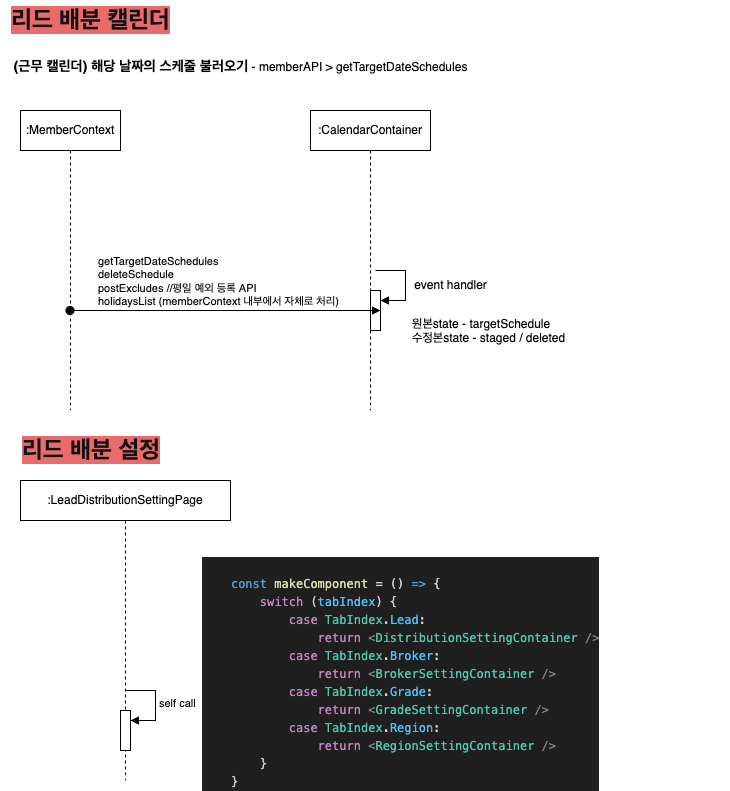 리드 배분 캘린더
(근무 캘린더) 해당 날짜의 스케줄 불러오기 - memberAPI > getTargetDateSchedules
:MemberContext
:CalendarContainer
getTargetDateSchedules
deleteSchedule
postExcludes //평일 예외 등록 API
holidaysList (memberContext 내부에서 자체로 처리)
event handler
원본state - targetSchedule
수정본state - staged / deleted
리드 배분 설정
:LeadDistributionSettingPage
self call
const makeComponent = () => {
switch (tabIndex) {
case TabIndex.Lead:
return <DistributionSettingContainer />
case TabIndex.Broker:
return <BrokerSettingContainer />
case TabIndex.Grade:
return <GradeSettingContainer />
case TabIndex.Region:
return <RegionSettingContainer />
}
}